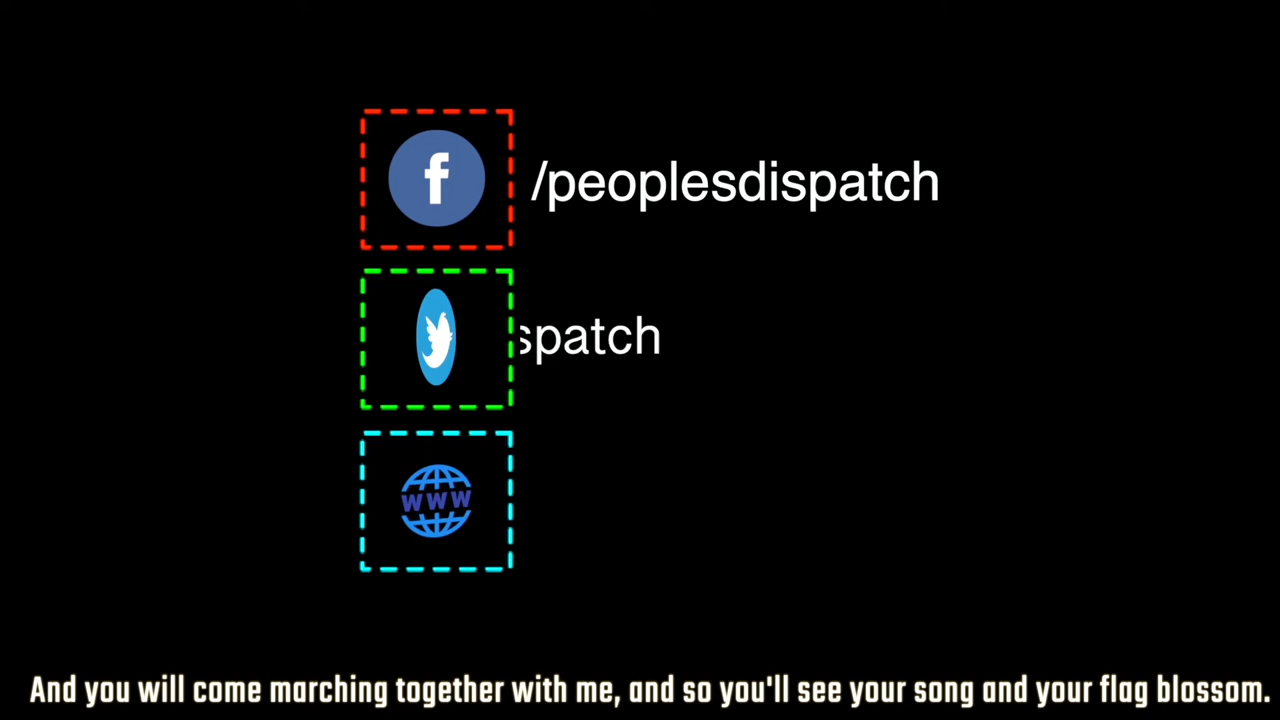 f /peoplesdispatch
spatch
WWW
And you will come marching together with me, and so you'll see your song and your flag blossom.